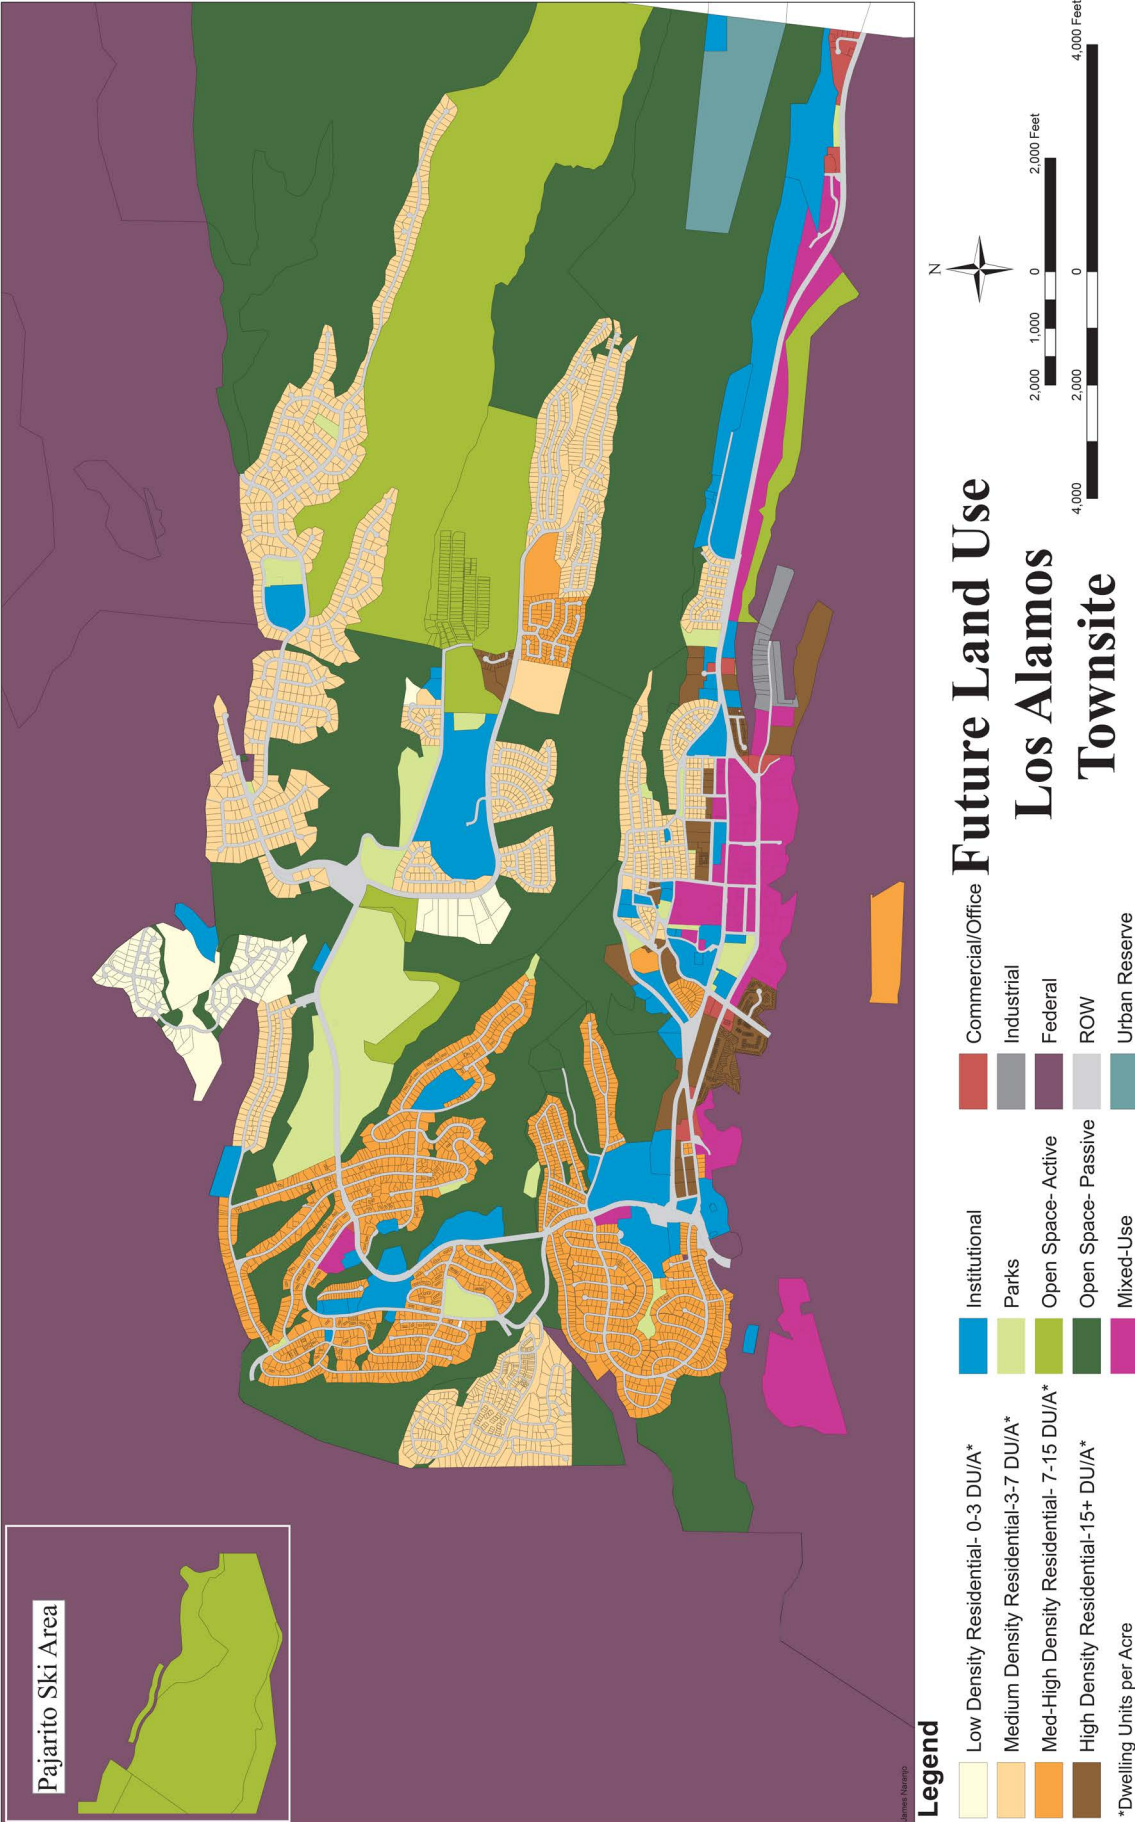 Pajarito Ski Area
James Naranjo
Legend
Low Density Residential- 0-3 DU/A*
Medium Density Residential-3-7 DU/A*
Med-High Density Residential- 7-15 DU/A*
High Density Residential-15+ DU/A*
*Dwelling Units per Acre
Institutional
Parks
Open Space- Active
Open Space- Passive
Mixed-Use
Commercial/Office
Industrial
Federal
ROW
Urban Reserve
Future Land Use
Los Alamos
Townsite
N
2,000 1,000 0 2,000 Feet
4,000 2,000 0 4,000 Feet